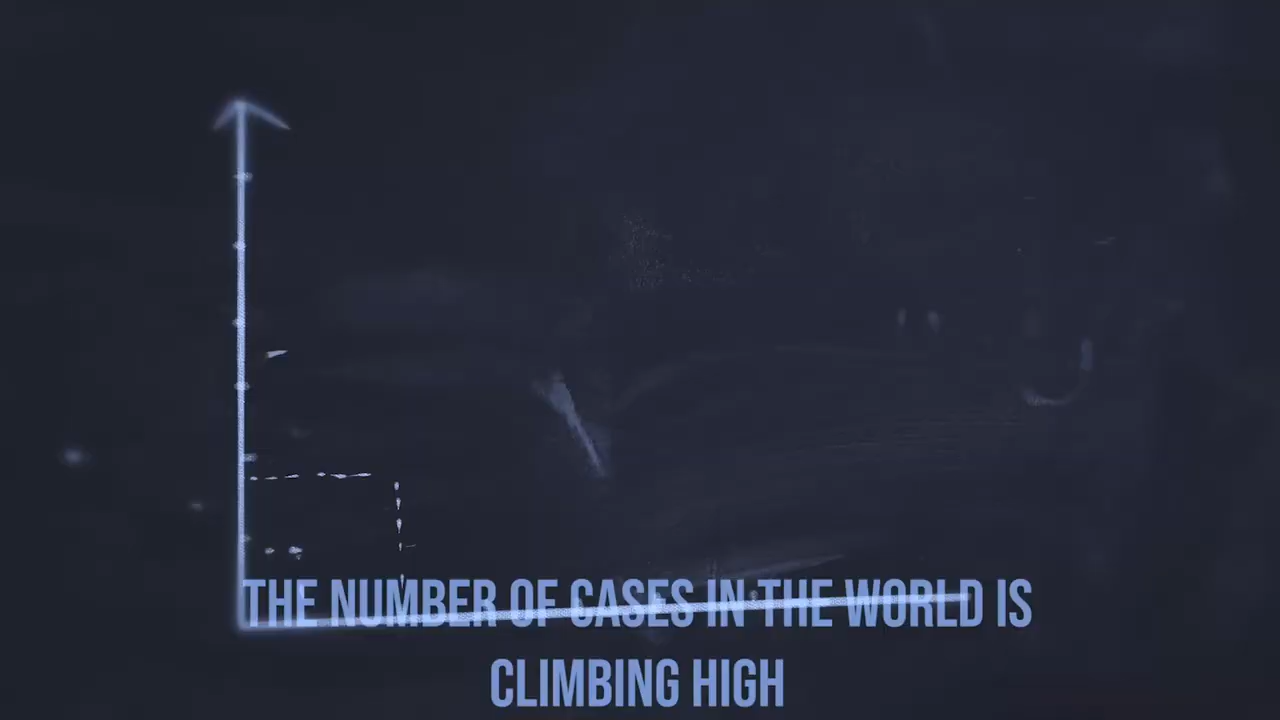 THE NUMBER OF CASES IN THE WORLD IS
CLIMBING HIGH